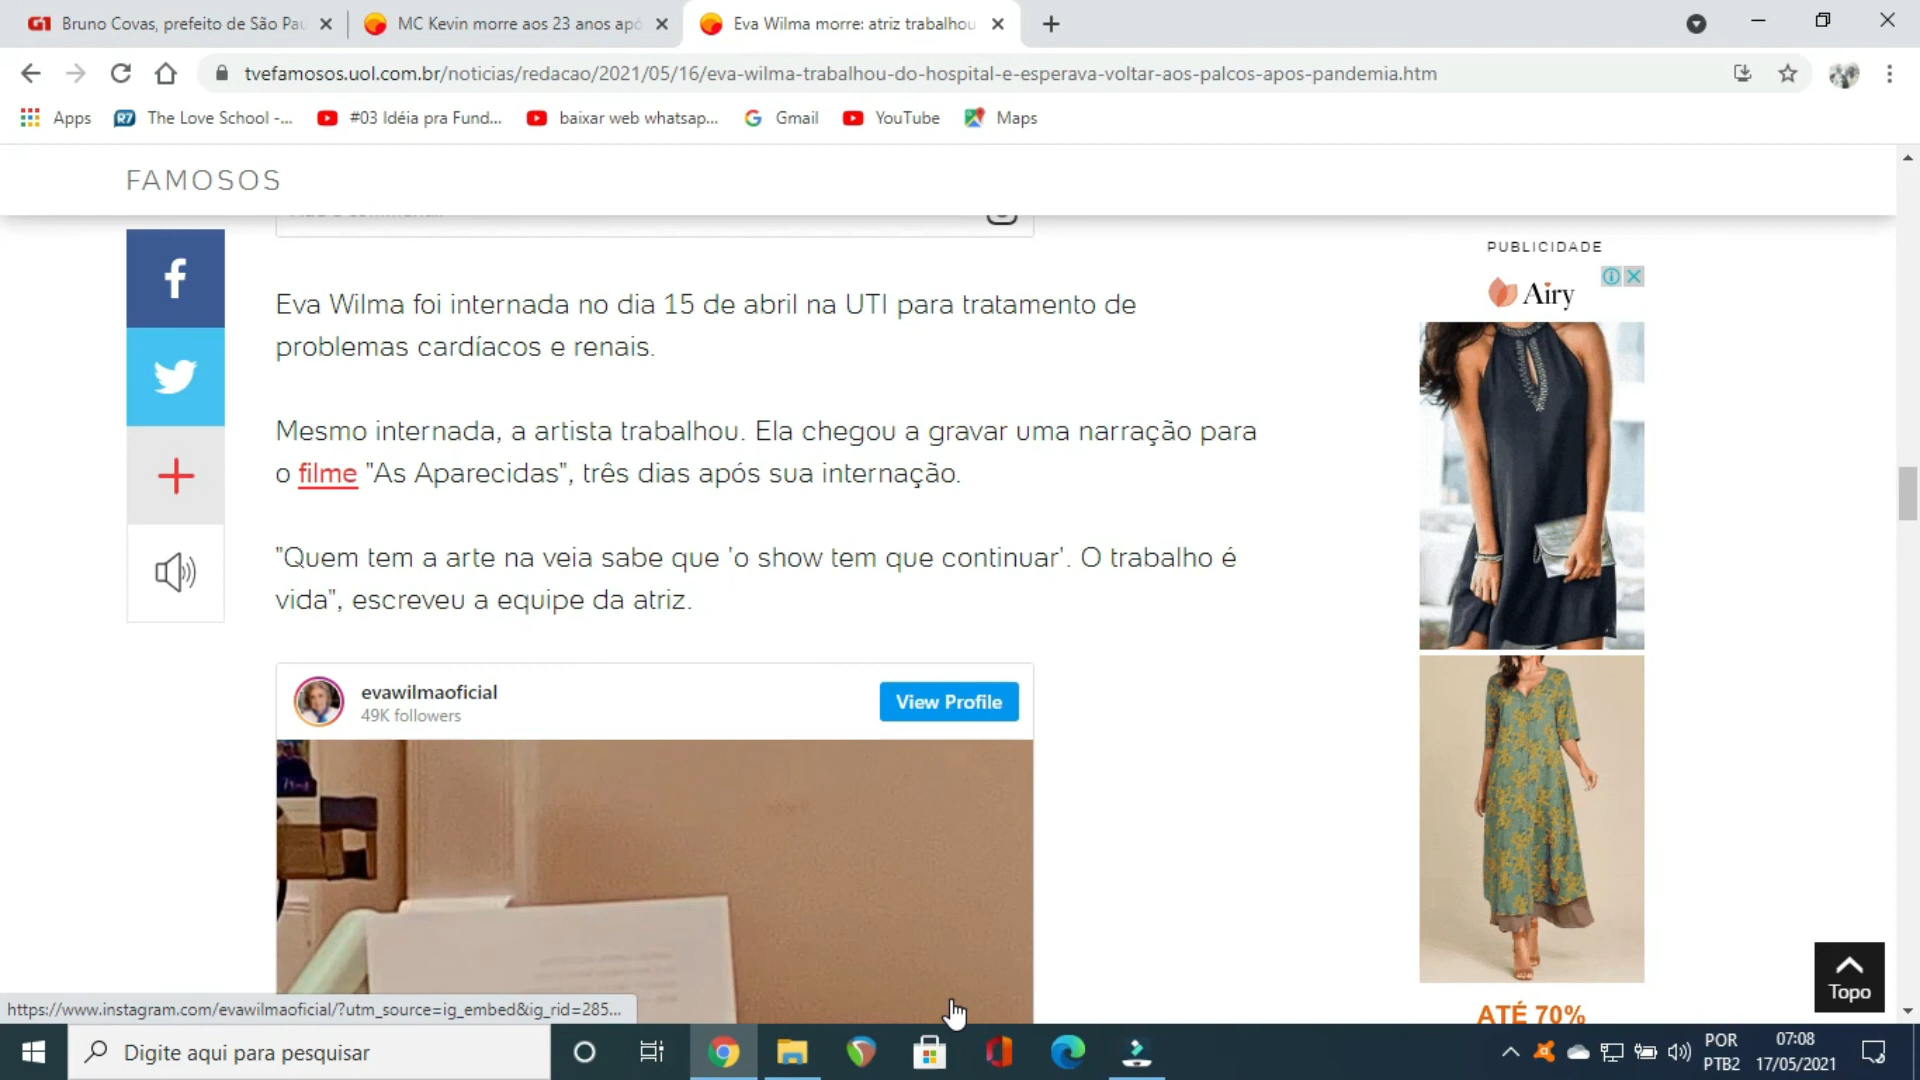 G1 Bruno Covas, prefeito de São Pau
MC Kevin morre aos 23 anos apó
Eva Wilma morre: atriz trabalhou
tvefamosos.uol.com.br/noticias/redacao/2021/05/16/eva-wilma-trabalhou-do-hospital-e-esperava-voltar-aos-palcos-apos-pandemia.htm
Apps
R7 The Love School -...
#03 Idéia pra Fund...
baixar web whatsap...
Gmail
YouTube
Maps
FAMOSOS
PUBLICIDADE
Airy
Eva Wilma foi internada no dia 15 de abril na UTI para tratamento de
problemas cardíacos e renais.
Mesmo internada, a artista trabalhou. Ela chegou a gravar uma narração para
o filme "As Aparecidas", três dias após sua internação.
"Quem tem a arte na veia sabe que 'o show tem que continuar'. O trabalho é
vida", escreveu a equipe da atriz.
evawilmaoficial
49K followers
View Profile
Topo
ATÉ 70%
https://www.instagram.com/evawilmaoficial/?utm_source=ig_embed&ig_rid=285...
Digite aqui para pesquisar
POR
PTB2
07:08
17/05/2021